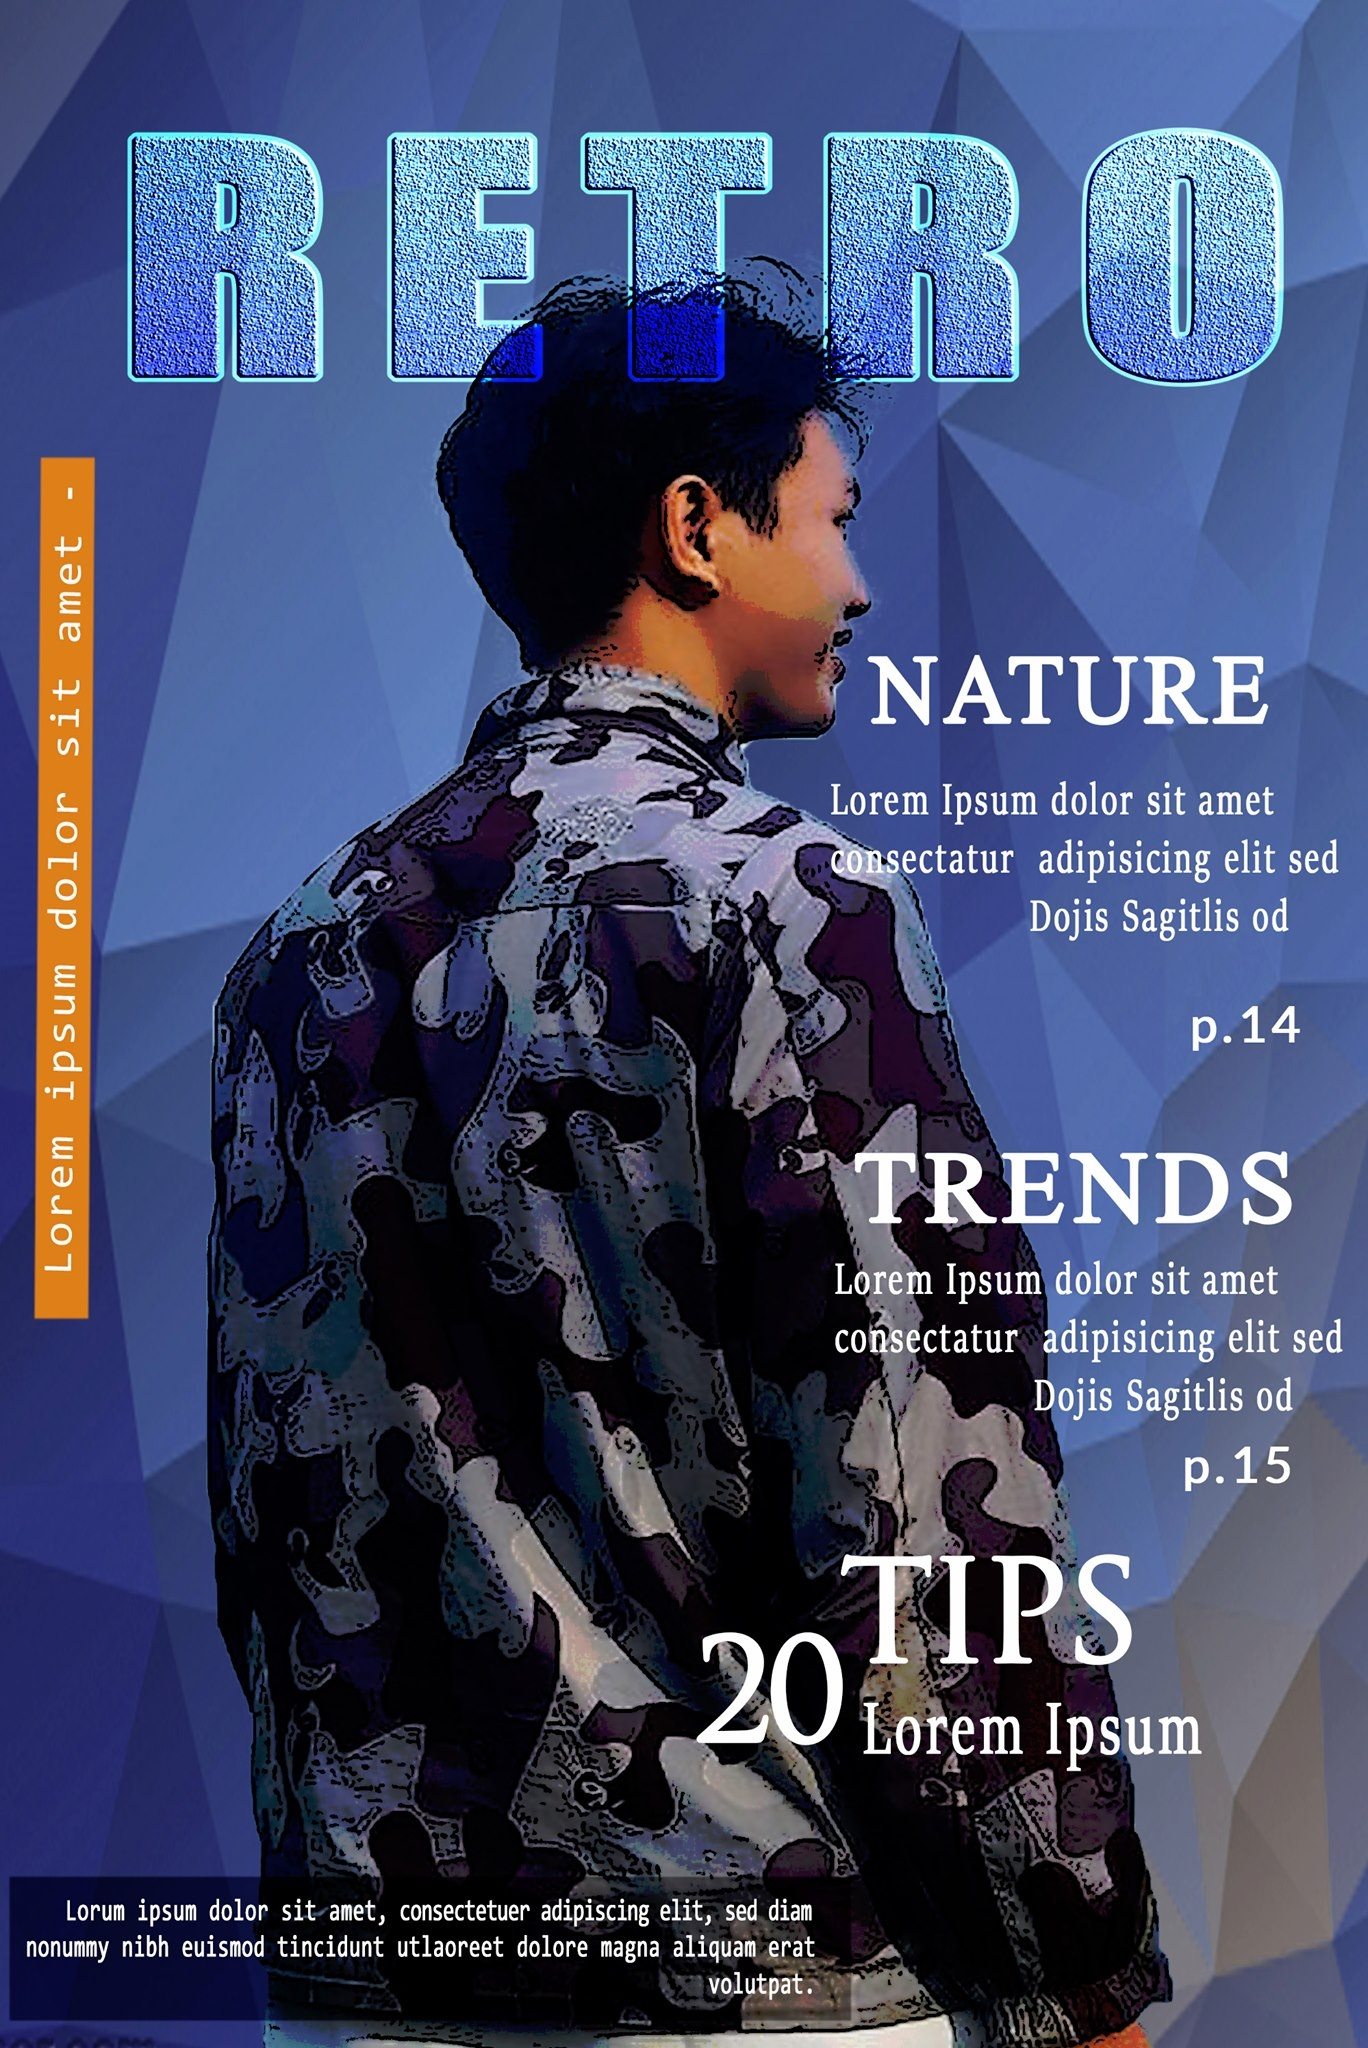 RETRO
Lorem ipsum dolor sit amet -
NATURE
Lorem Ipsum dolor sit amet
consectatur adipisicing elit sed
Dojis Sagitlis od
p.14
TRENDS
Lorem Ipsum dolor sit amet
consectatur adipisicing elit sed
Dojis Sagitlis od
p.15
20 TIPS
Lorem Ipsum
Lorum ipsum dolor sit amet, consectetuer adipiscing elit, sed diam
nonummy nibh euismod tincidunt utlaoreet dolore magna aliquam erat
volutpat.